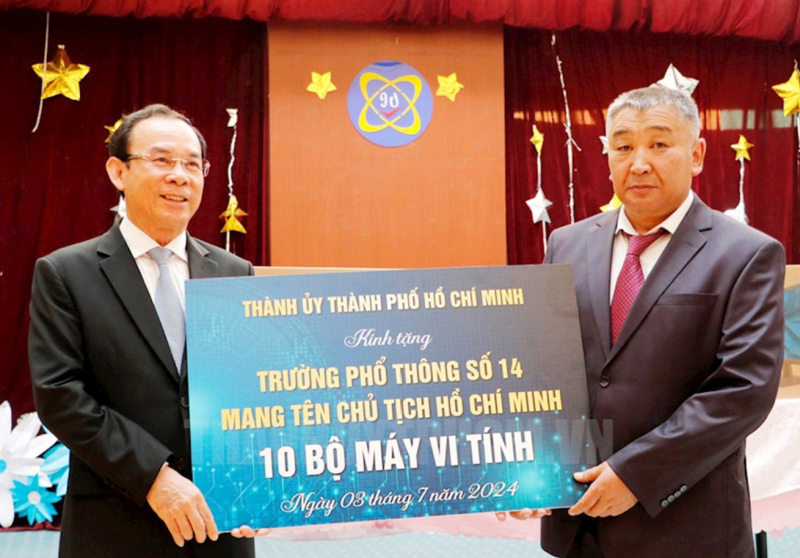 THÀNH ỦY THÀNH PHỐ HỒ CHÍ MINH
Kính tặng
TRƯỜNG PHỔ THÔNG SỐ 14
MANG TÊN CHỦ TỊCH HỒ CHÍ MINH
10 BỘ MÁY VI TÍNH
Ngày 03 tháng 7 năm 2024